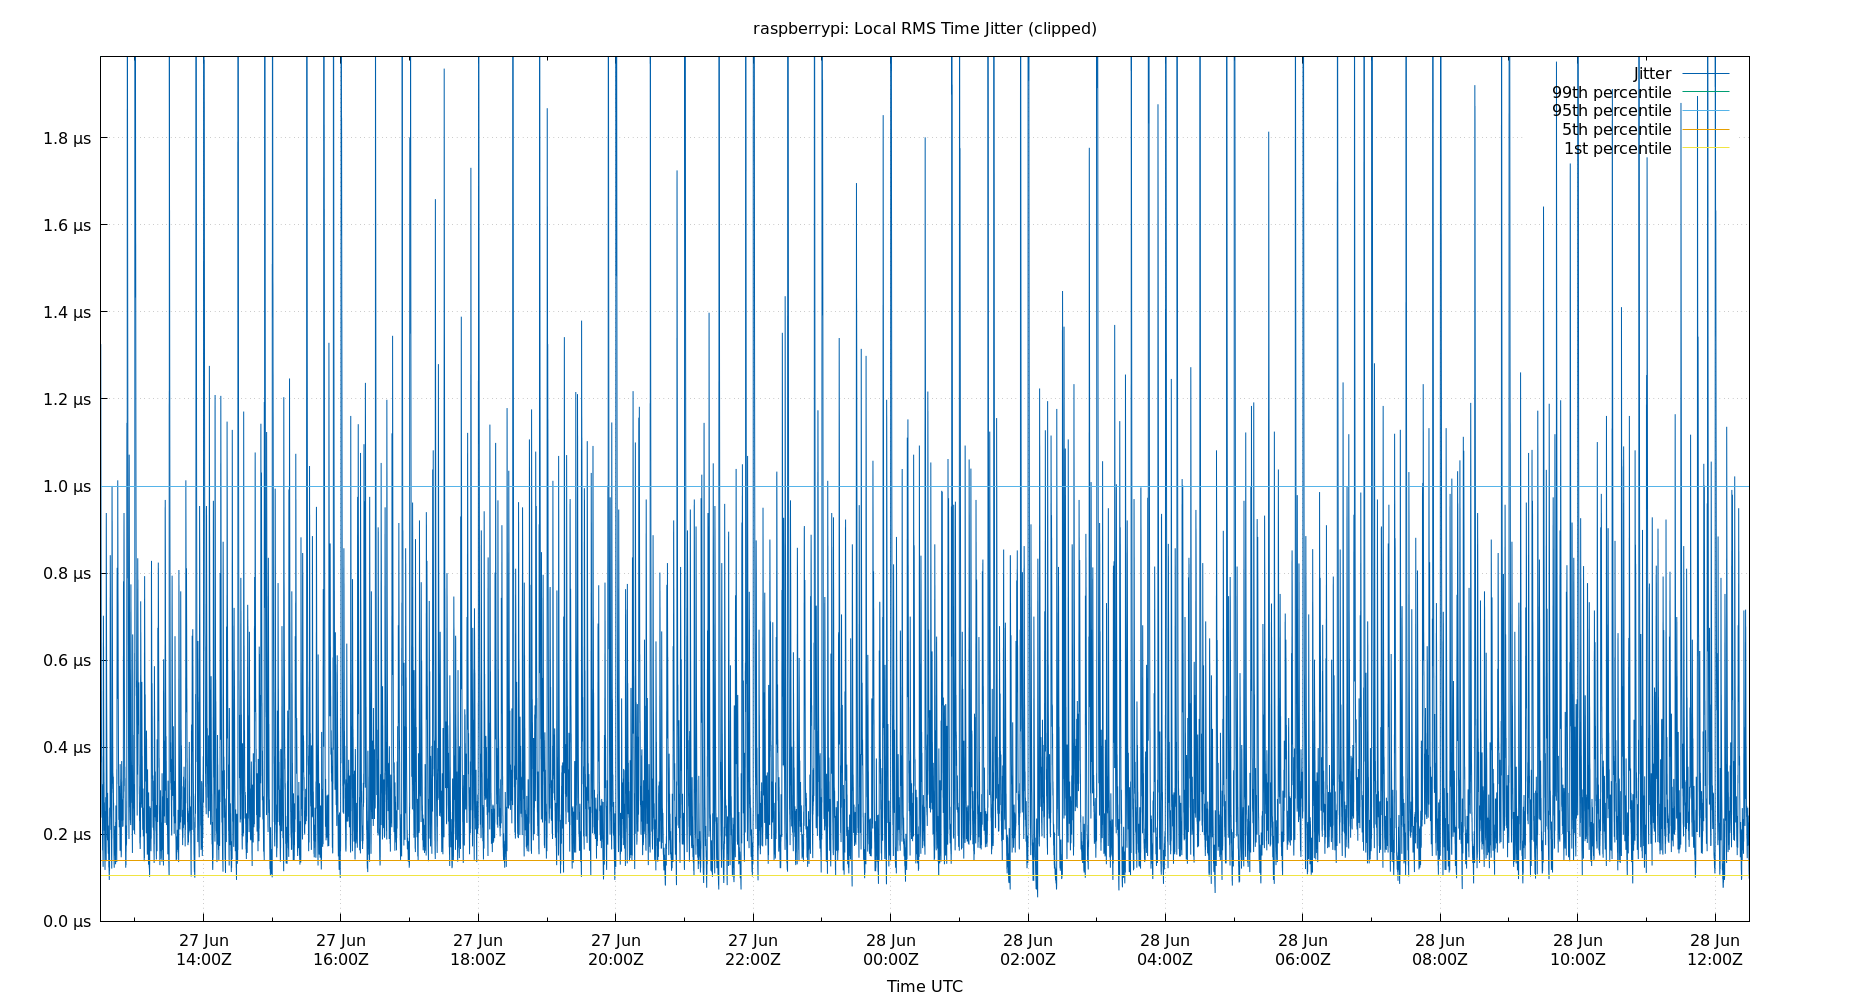 raspberrypi: Local RMS Time Jitter (clipped)
Jitter
99th percentile
95th percentile
5th percentile
1st percentile
1.8 µs
1.6 µs
1.4 µs
1.2 µs
1.0 µs
0.8 µs
0.6 µs
0.4 µs
0.2 µs
0.0 µs
27 Jun 27 Jun 27 Jun 27 Jun 27 Jun 28 Jun 28 Jun 28 Jun 28 Jun 28 Jun 28 Jun 28 Jun
14:00Z 16:00Z 18:00Z 20:00Z 22:00Z 00:00Z 02:00Z 04:00Z 06:00Z 08:00Z 10:00Z 12:00Z
Time UTC